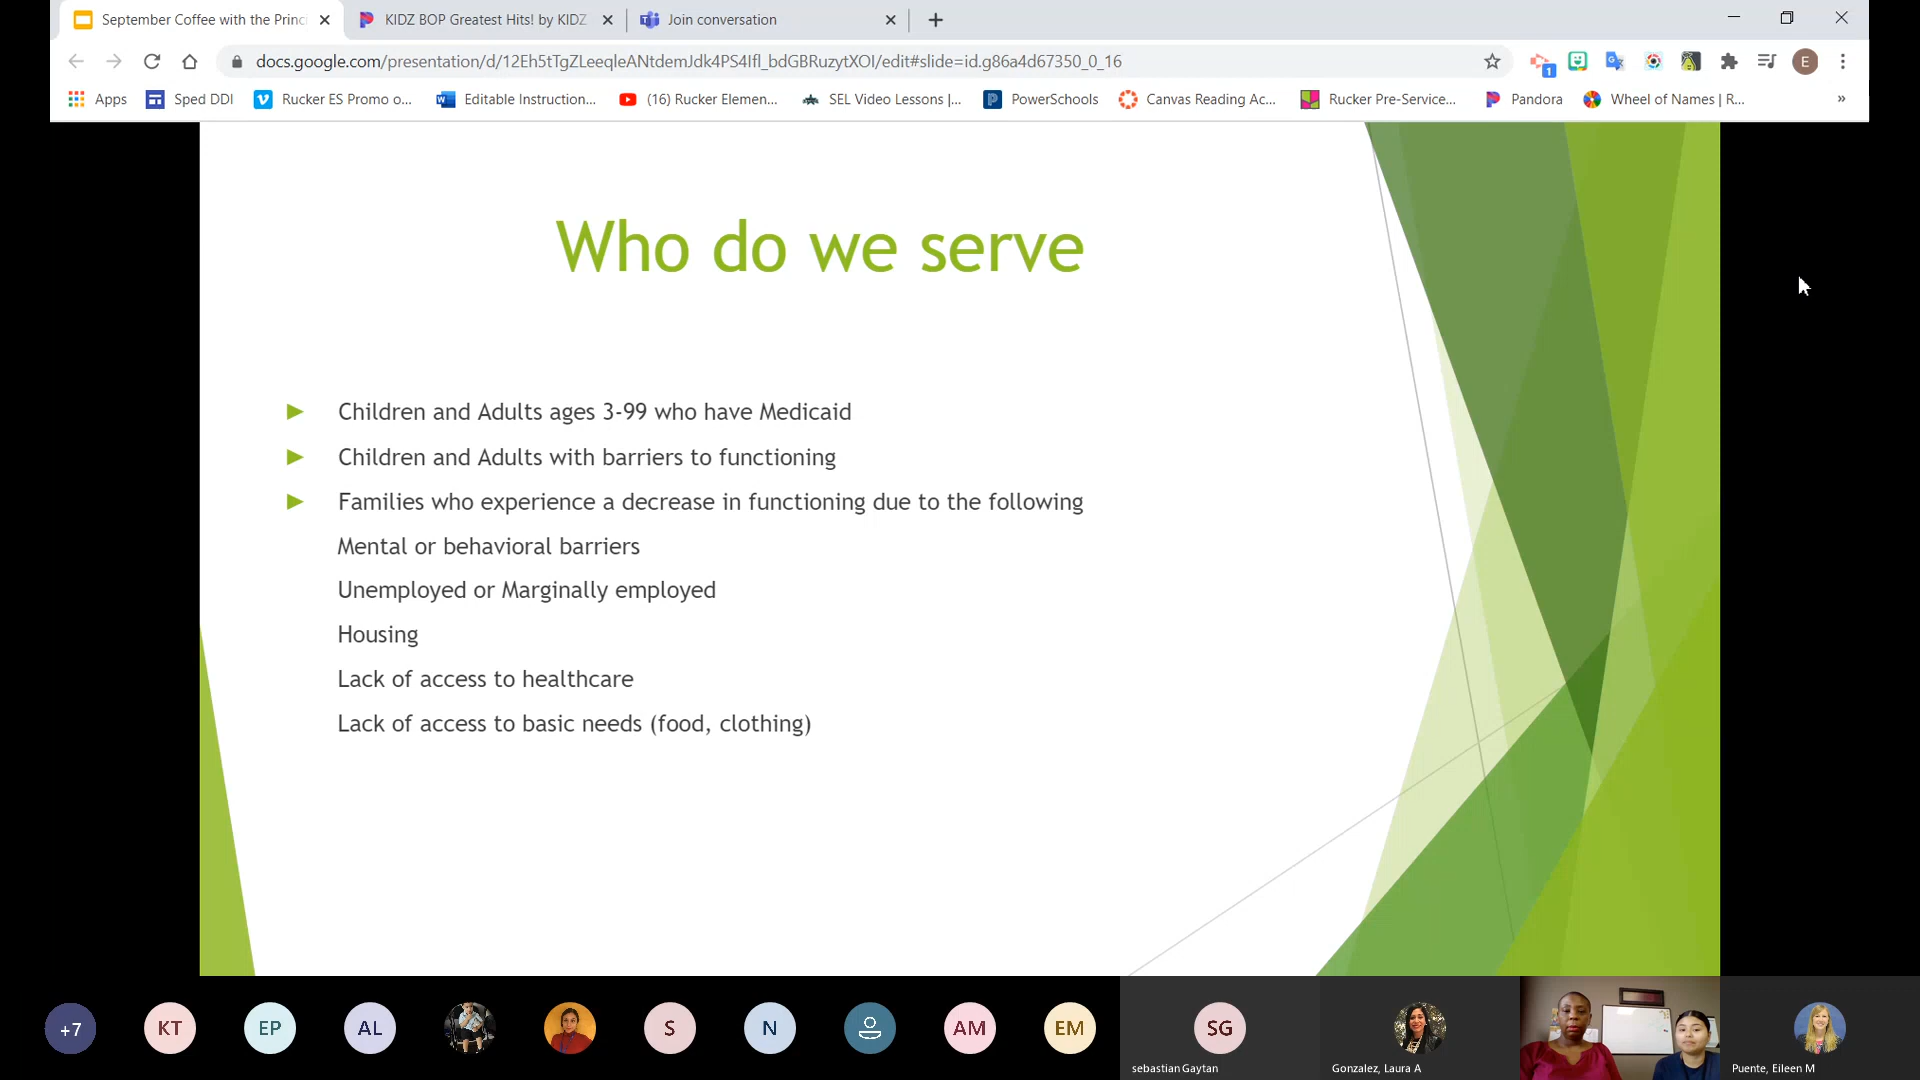 September Coffee with the Princi
KIDZ BOP Greatest Hits! by KIDZ
Join conversation
docs.google.com/presentation/d/12Eh5tTgZLeeqleANtdemJdk4PS4Ifl_bdGBRuzytXOI/edit#slide=id.g86a4d67350_0_16
1
E
Apps
Sped DDI
Rucker ES Promo o...
Editable Instruction...
(16) Rucker Elemen...
SEL Video Lessons |...
PowerSchools
Canvas Reading Ac...
Rucker Pre-Service...
Pandora
Wheel of Names | R...
»
Who do we serve
Children and Adults ages 3-99 who have Medicaid
Children and Adults with barriers to functioning
Families who experience a decrease in functioning due to the following
Mental or behavioral barriers
Unemployed or Marginally employed
Housing
Lack of access to healthcare
Lack of access to basic needs (food, clothing)
+7
KT
EP
AL
S
N
AM
EM
SG
sebastian Gaytan
Gonzalez, Laura A
Puente, Eileen M